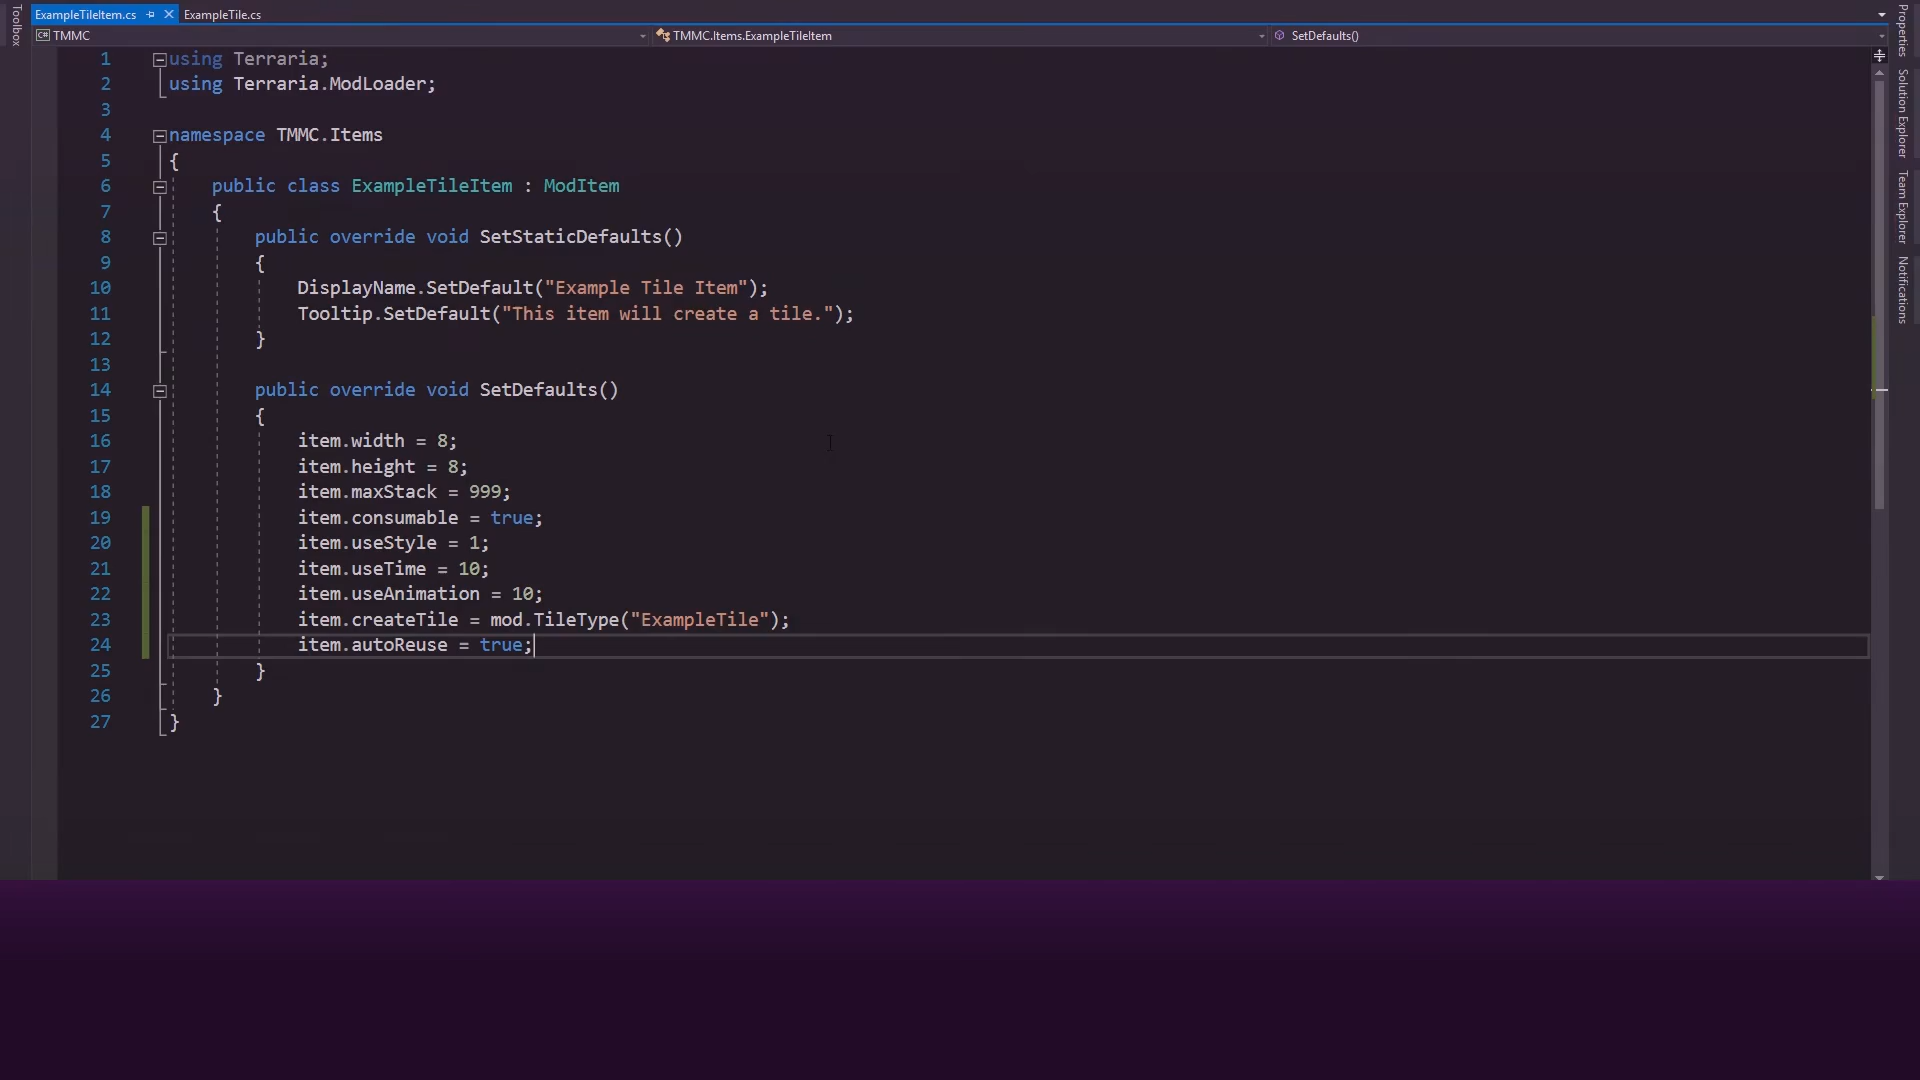 Toolbox
ExampleTileItem.cs
ExampleTile.cs
C# TMMC
TMMC.Items.ExampleTileItem
SetDefaults()
1 using Terraria;
2 using Terraria.ModLoader;
3
4 namespace TMMC.Items
5 {
6 public class ExampleTileItem : ModItem
7 {
8 public override void SetStaticDefaults()
9 {
10 DisplayName.SetDefault("Example Tile Item");
11 Tooltip.SetDefault("This item will create a tile.");
12 }
13
14 public override void SetDefaults()
15 {
16 item.width = 8;
17 item.height = 8;
18 item.maxStack = 999;
19 item.consumable = true;
20 item.useStyle = 1;
21 item.useTime = 10;
22 item.useAnimation = 10;
23 item.createTile = mod.TileType("ExampleTile");
24 item.autoReuse = true;
25 }
26 }
27 }
Properties
Solution Explorer
Team Explorer
Notifications